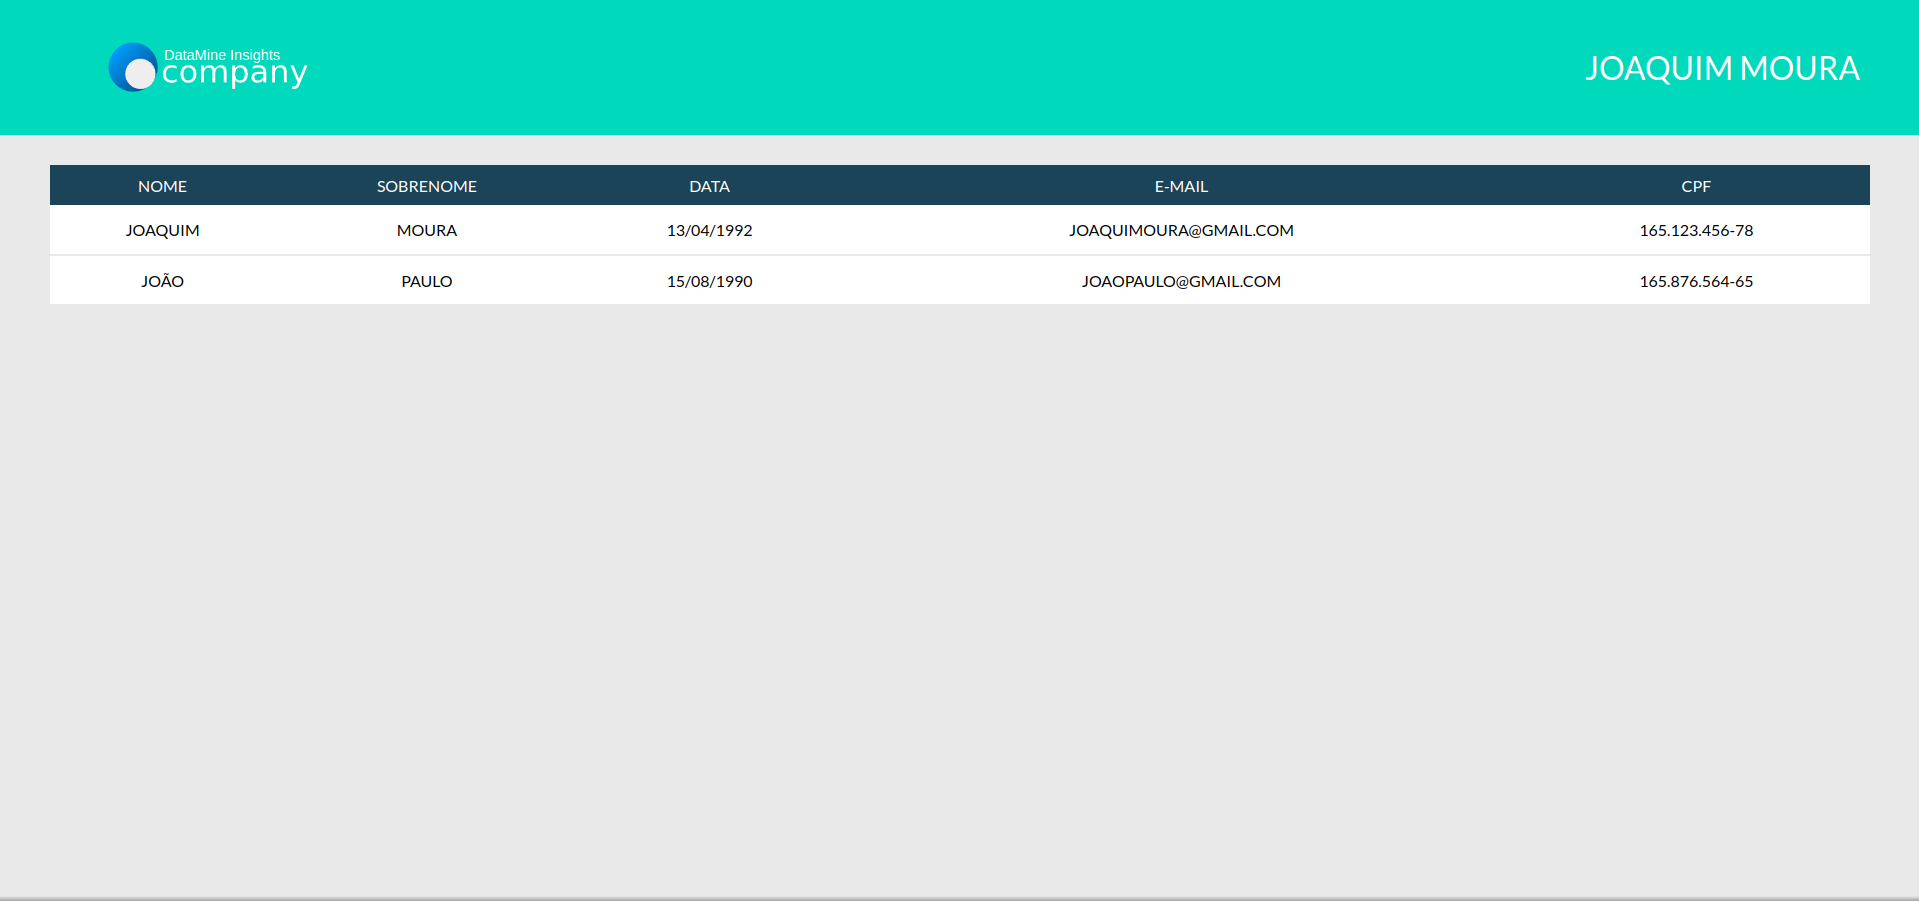 DataMine Insights
company
JOAQUIM MOURA
NOME SOBRENOME DATA E-MAIL CPF
JOAQUIM MOURA 13/04/1992 JOAQUIMOURA@GMAIL.COM 165.123.456-78
JOÃO PAULO 15/08/1990 JOAOPAULO@GMAIL.COM 165.876.564-65